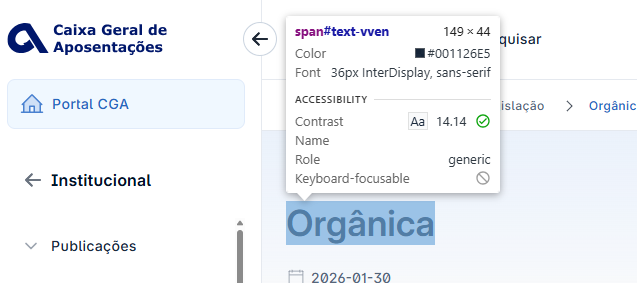 Caixa Geral de
Aposentações
Portal CGA
Institucional
Publicações
span#text-vven 149 × 44
Color #001126E5
Font 36px InterDisplay, sans-serif
ACCESSIBILITY
Contrast Aa 14.14
Name
Role generic
Keyboard-focusable
quisar
islação > Orgânic
Orgânica
2026-01-30